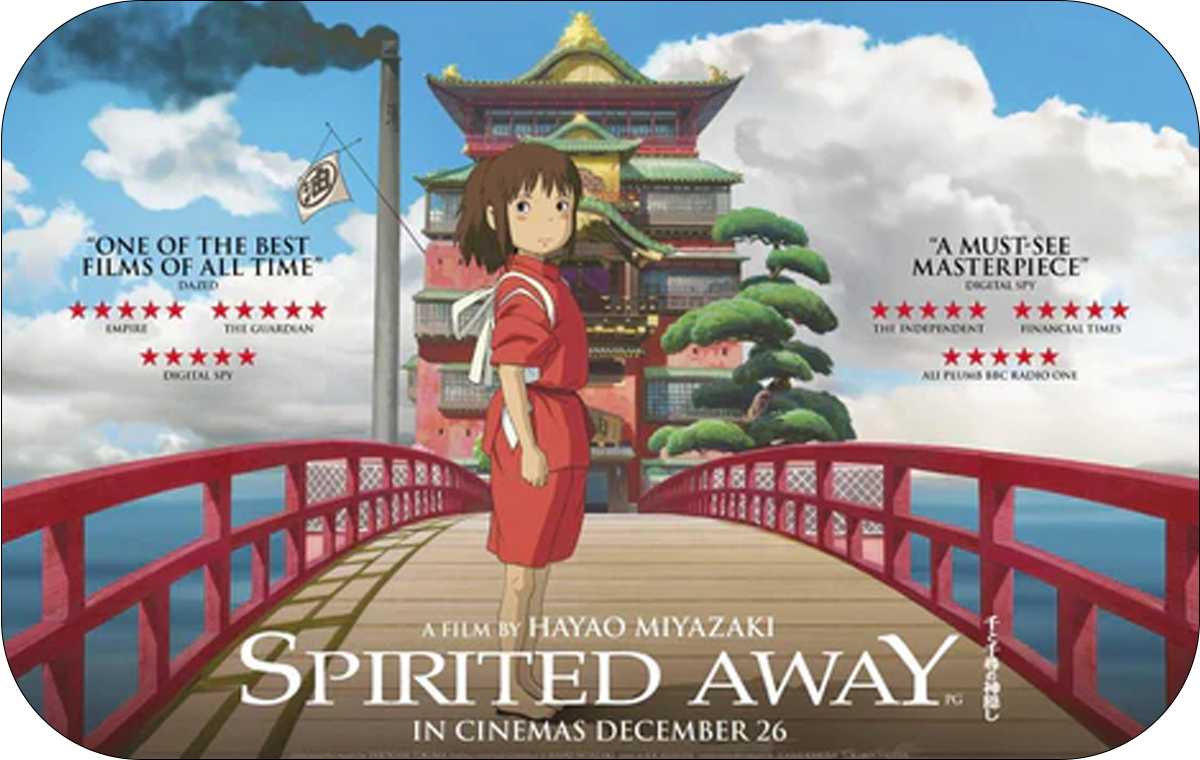 油
"ONE OF THE BEST
FILMS OF ALL TIME"
DAZED
★★★★★ ★★★★★
EMPIRE THE GUARDIAN
★★★★★
DIGITAL SPY
"A MUST-SEE
MASTERPIECE"
DIGITAL SPY
★★★★★ ★★★★★
THE INDEPENDENT FINANCIAL TIMES
★★★★★
ALI PLUMB BBC RADIO ONE
A FILM BY HAYAO MIYAZAKI
SPIRITED AWAY PG
千と千尋の神隠し
IN CINEMAS DECEMBER 26